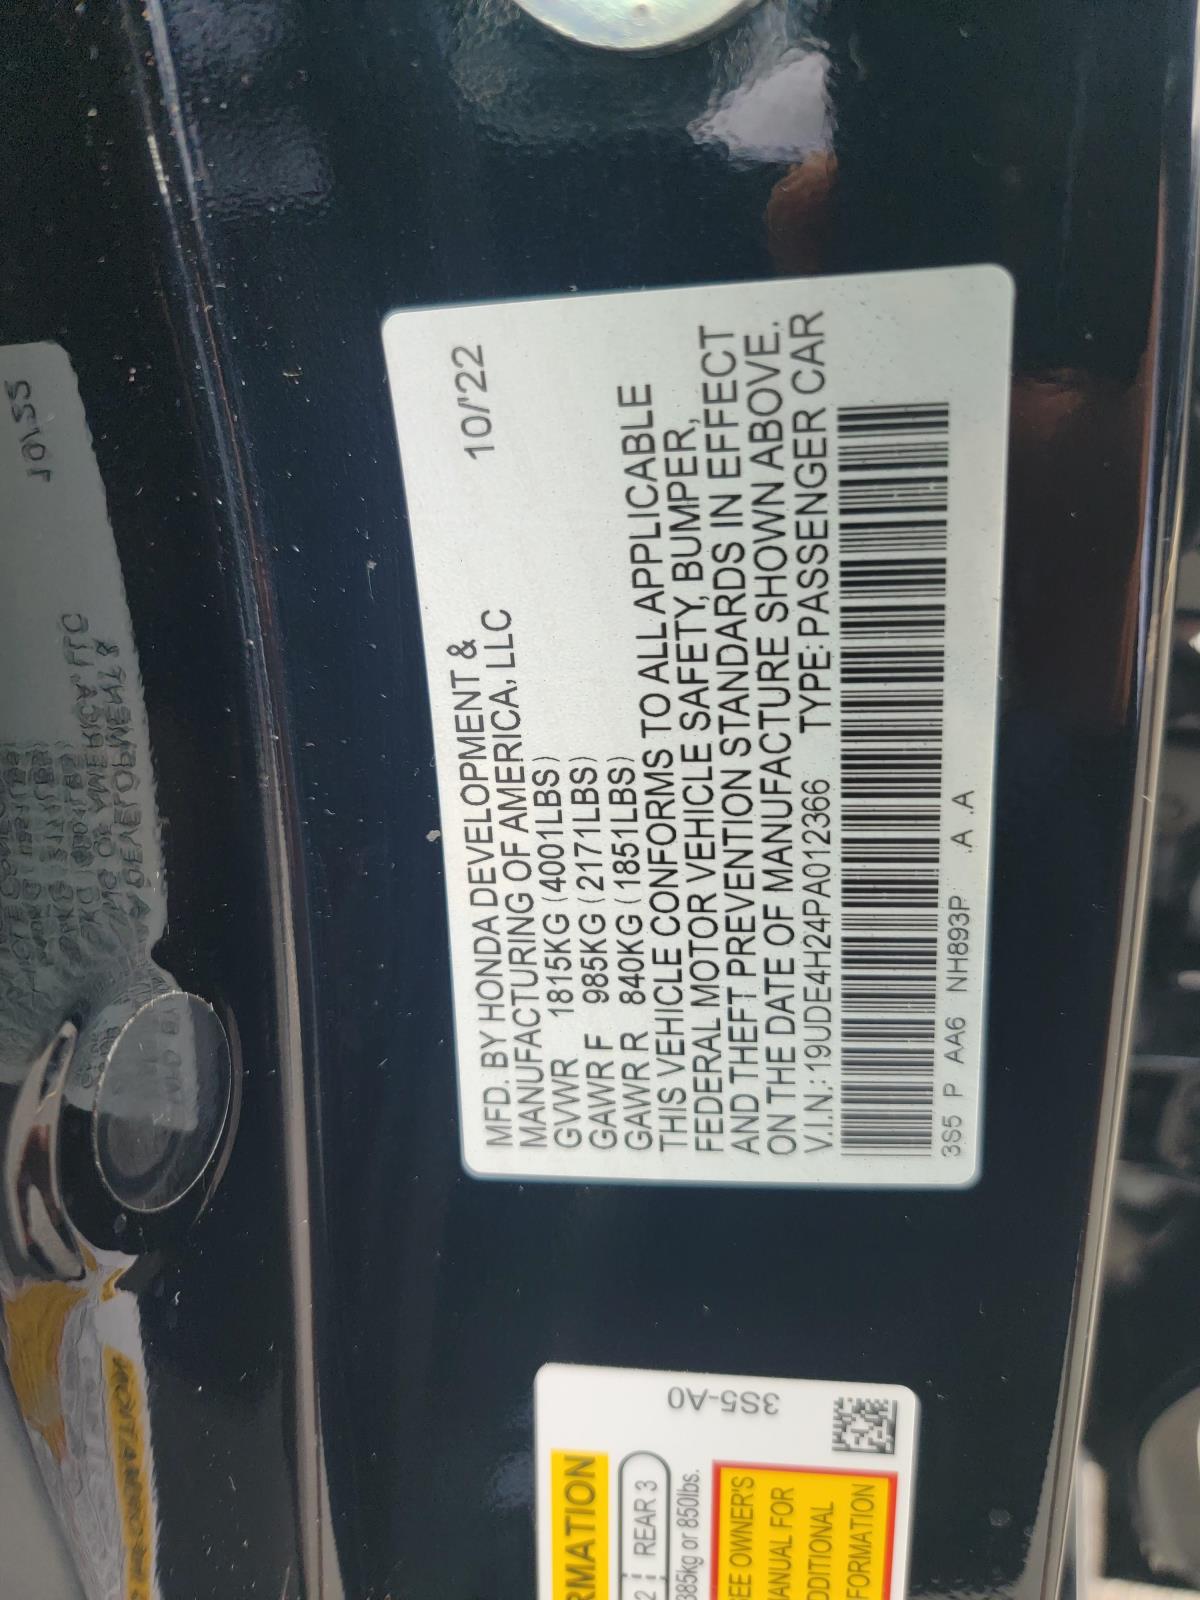 MFD. BY HONDA DEVELOPMENT & 10/'22
MANUFACTURING OF AMERICA, LLC
GVWR 1815KG (4001LBS)
GAWR F 985KG (2171LBS)
GAWR R 840KG (1851LBS)
THIS VEHICLE CONFORMS TO ALL APPLICABLE
FEDERAL MOTOR VEHICLE SAFETY, BUMPER,
AND THEFT PREVENTION STANDARDS IN EFFECT
ON THE DATE OF MANUFACTURE SHOWN ABOVE.
V.I.N.: 19UDE4H24PA012366 TYPE: PASSENGER CAR
3S5 P AA6 NH893P .A .A
3S5-A0
RMATION
2 REAR 3
385kg or 850lbs.
SEE OWNER'S
MANUAL FOR
ADDITIONAL
INFORMATION